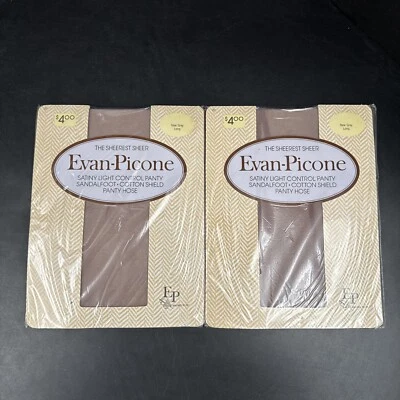 $4.00
THE SHEEREST SHEER
Evan-Picone
SATINY LIGHT CONTROL PANTY
SANDALFOOT • COTTON SHIELD
PANTY HOSE
EP
$4.00
Long
THE SHEEREST SHEER
Evan-Picone
SATINY LIGHT CONTROL PANTY
SANDALFOOT • COTTON SHIELD
PANTY HOSE
EP